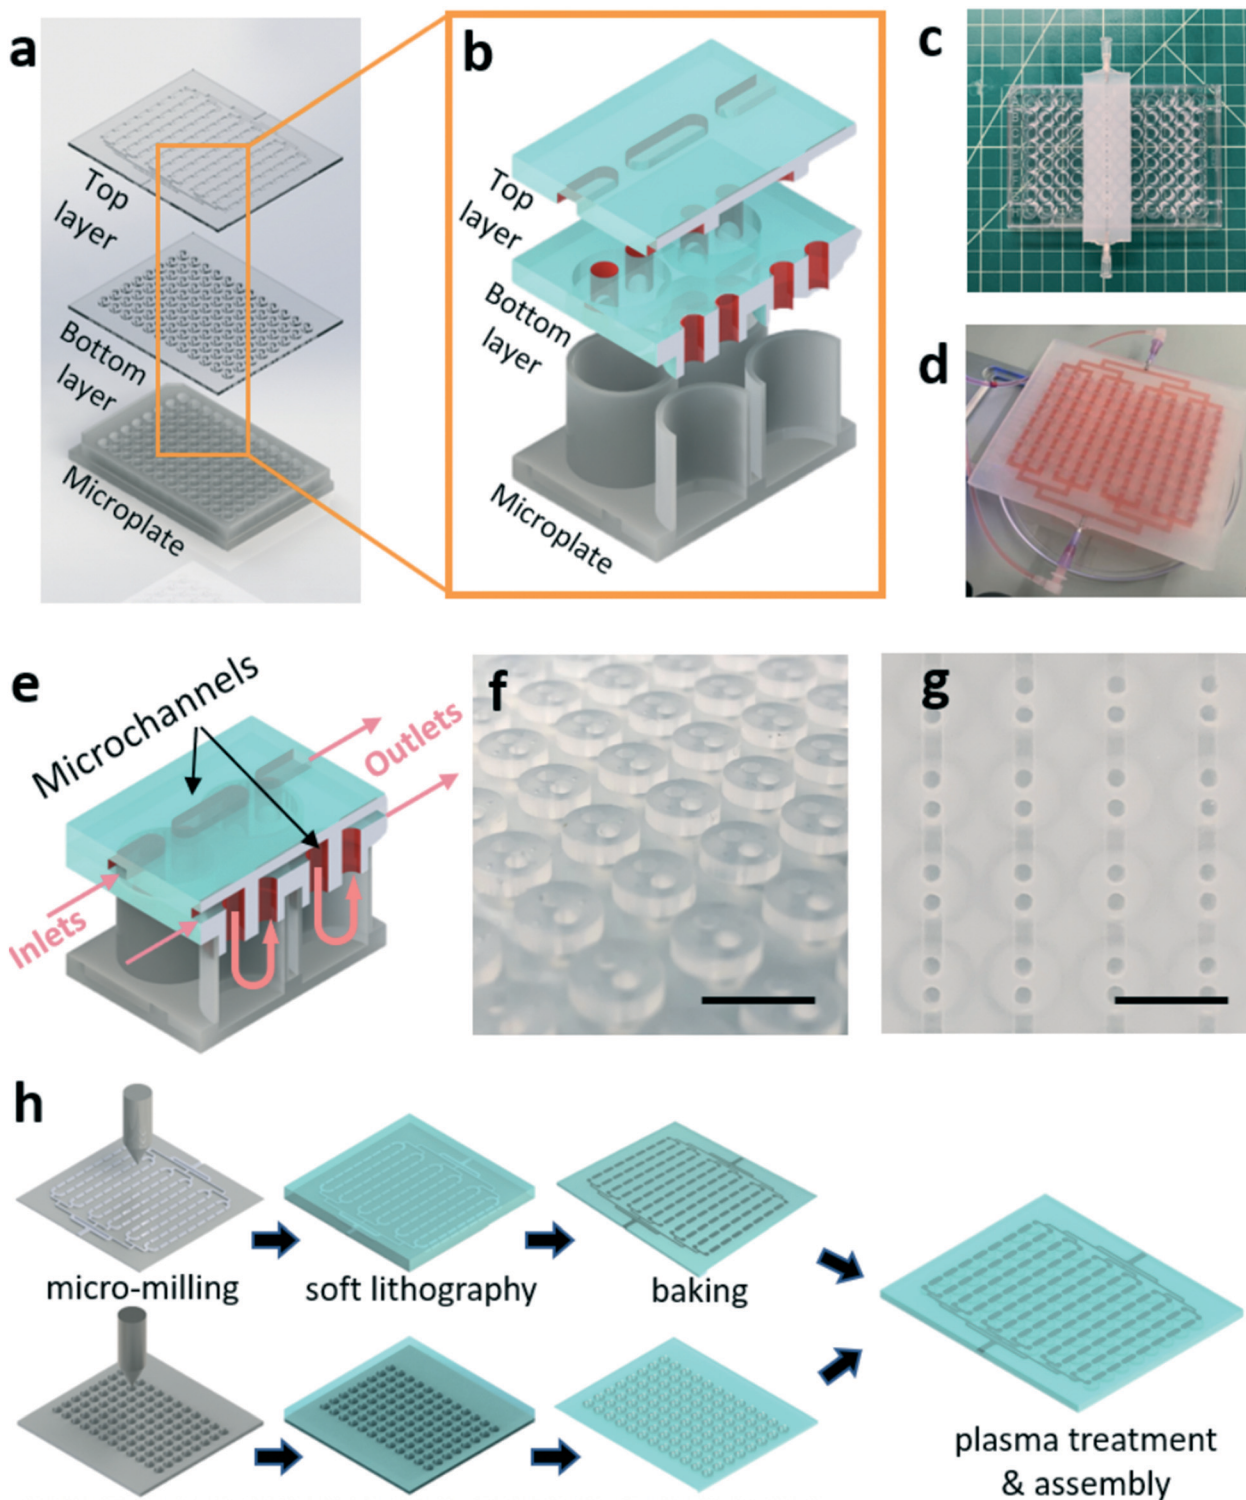 a
Top
layer
Bottom
layer
Microplate
b
Top
layer
Bottom
layer
Microplate
c
d
e
Microchannels
Outlets
Inlets
f
g
h
micro-milling
soft lithography
baking
plasma treatment
& assembly